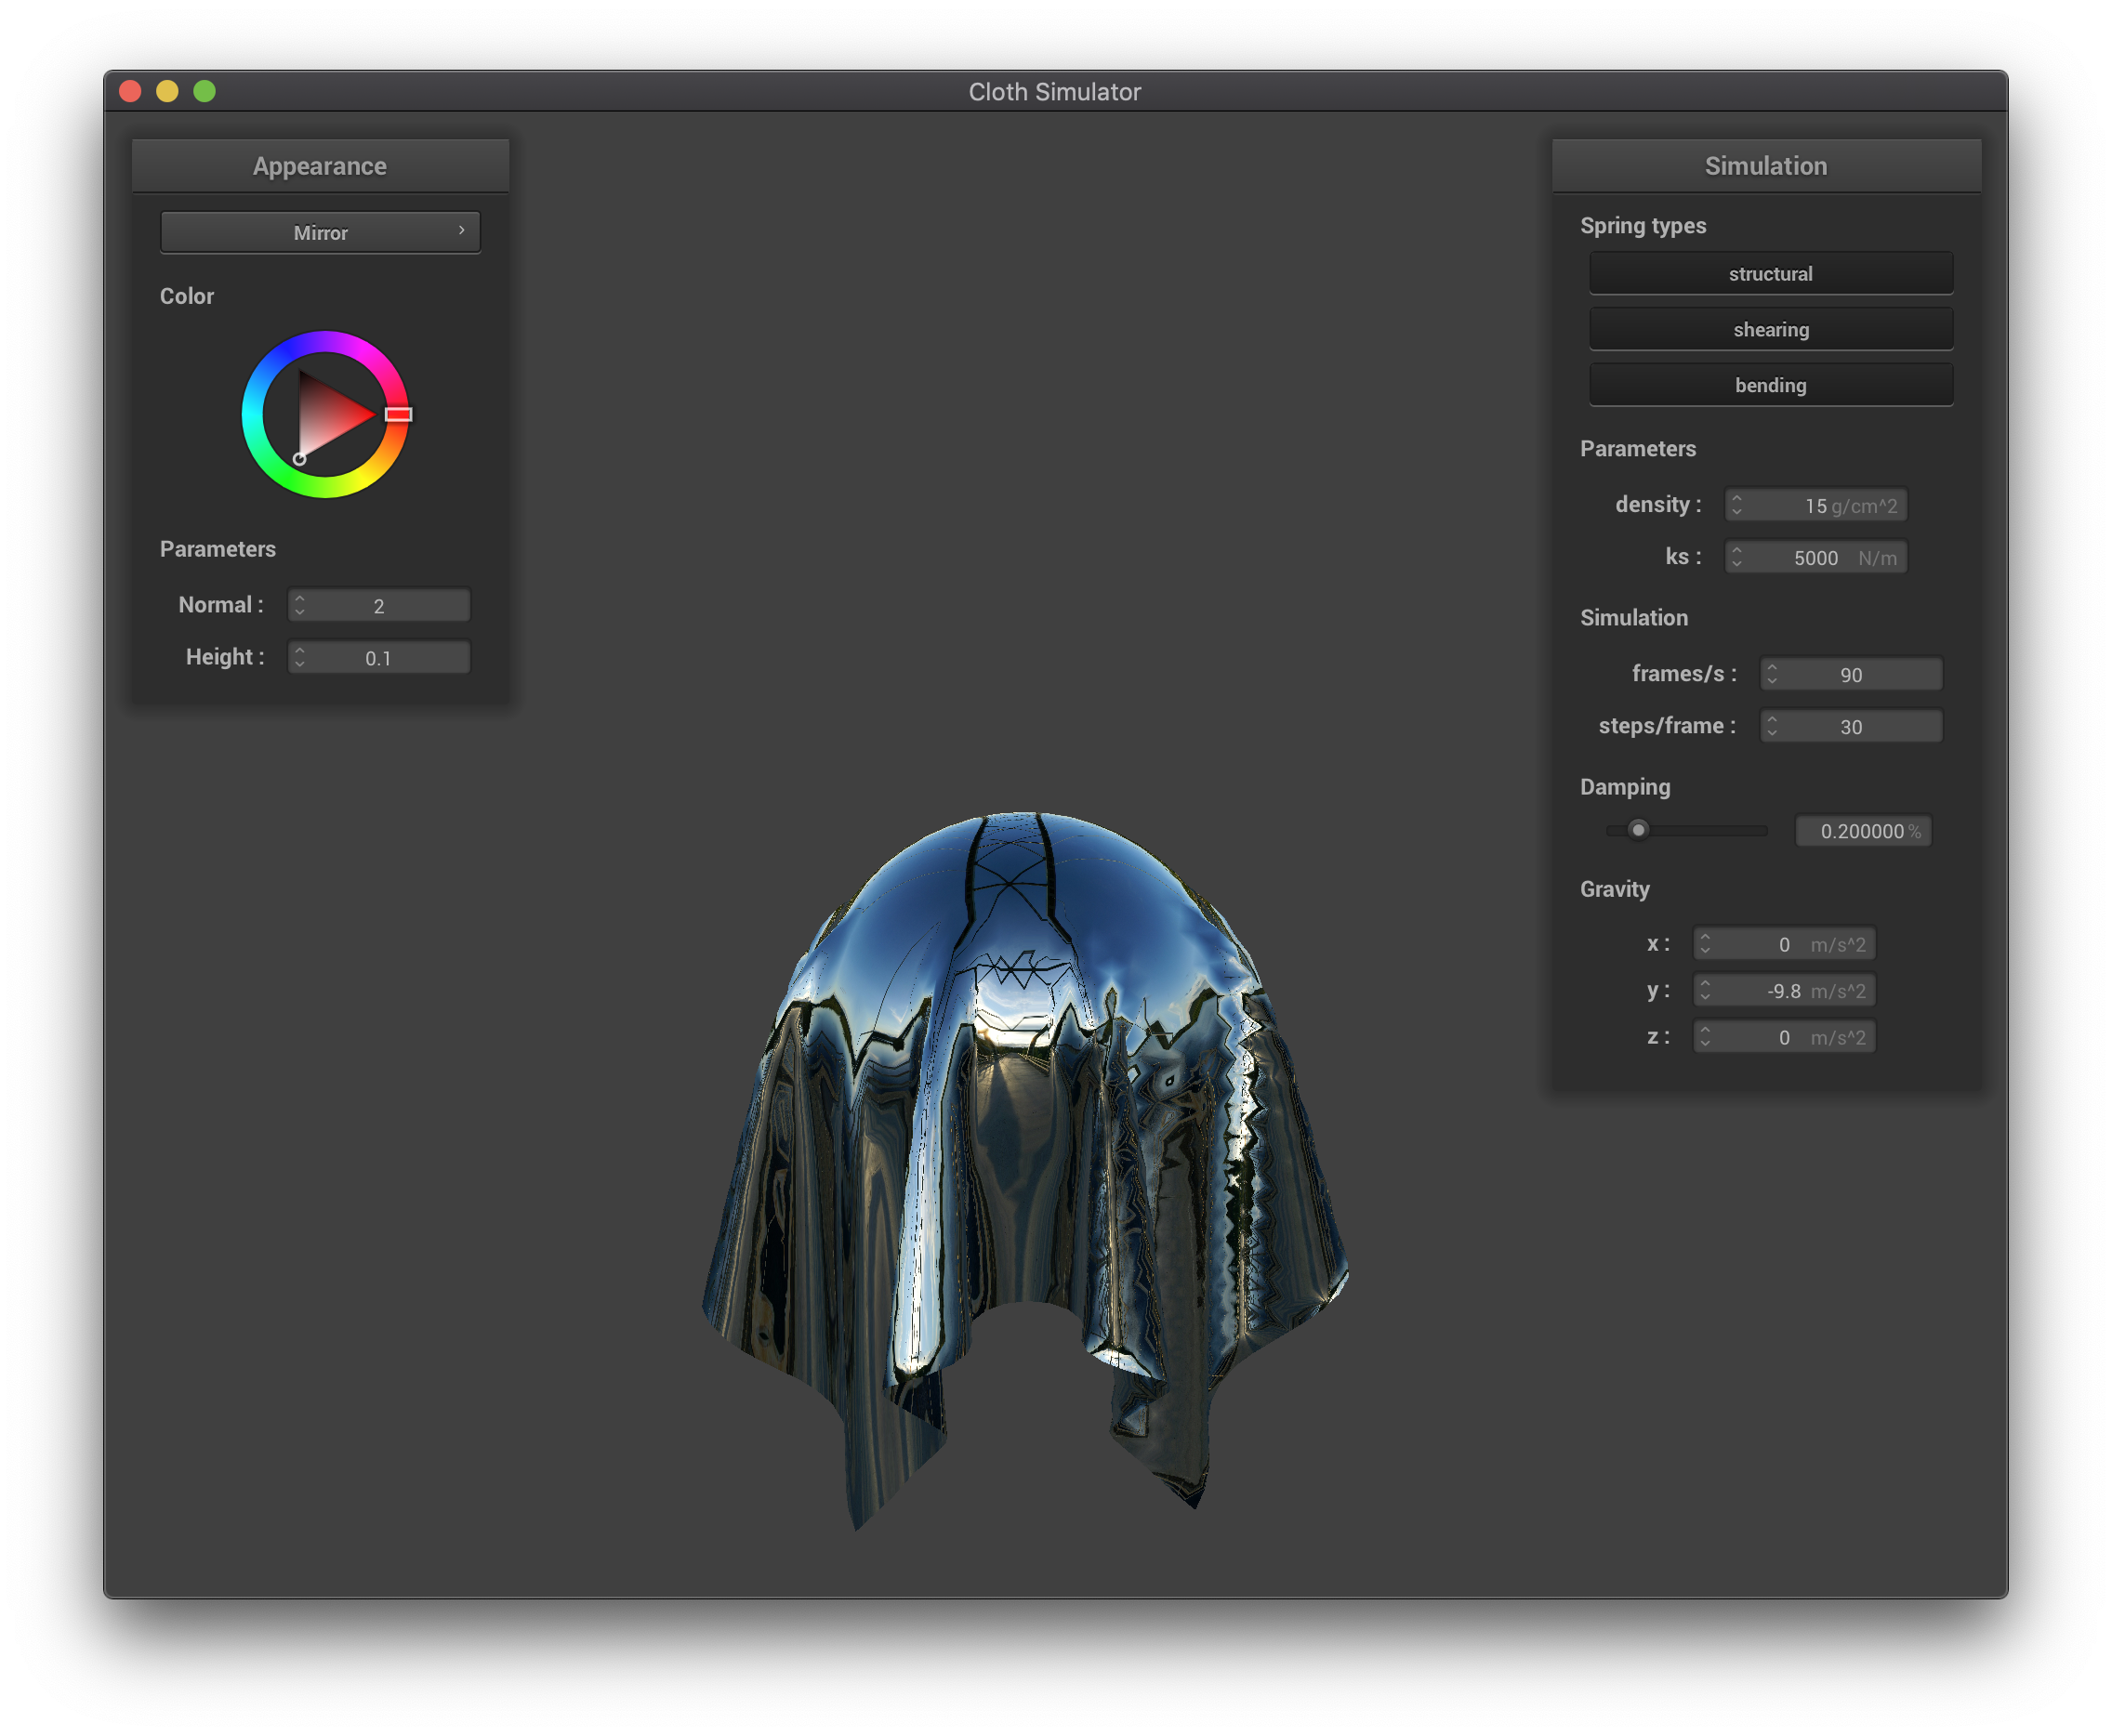 Cloth Simulator
Appearance
Mirror
Color
Parameters
Normal : 2
Height : 0.1
Simulation
Spring types
structural
shearing
bending
Parameters
density : 15 g/cm^2
ks : 5000 N/m
Simulation
frames/s : 90
steps/frame : 30
Damping
0.200000 %
Gravity
x : 0 m/s^2
y : -9.8 m/s^2
z : 0 m/s^2